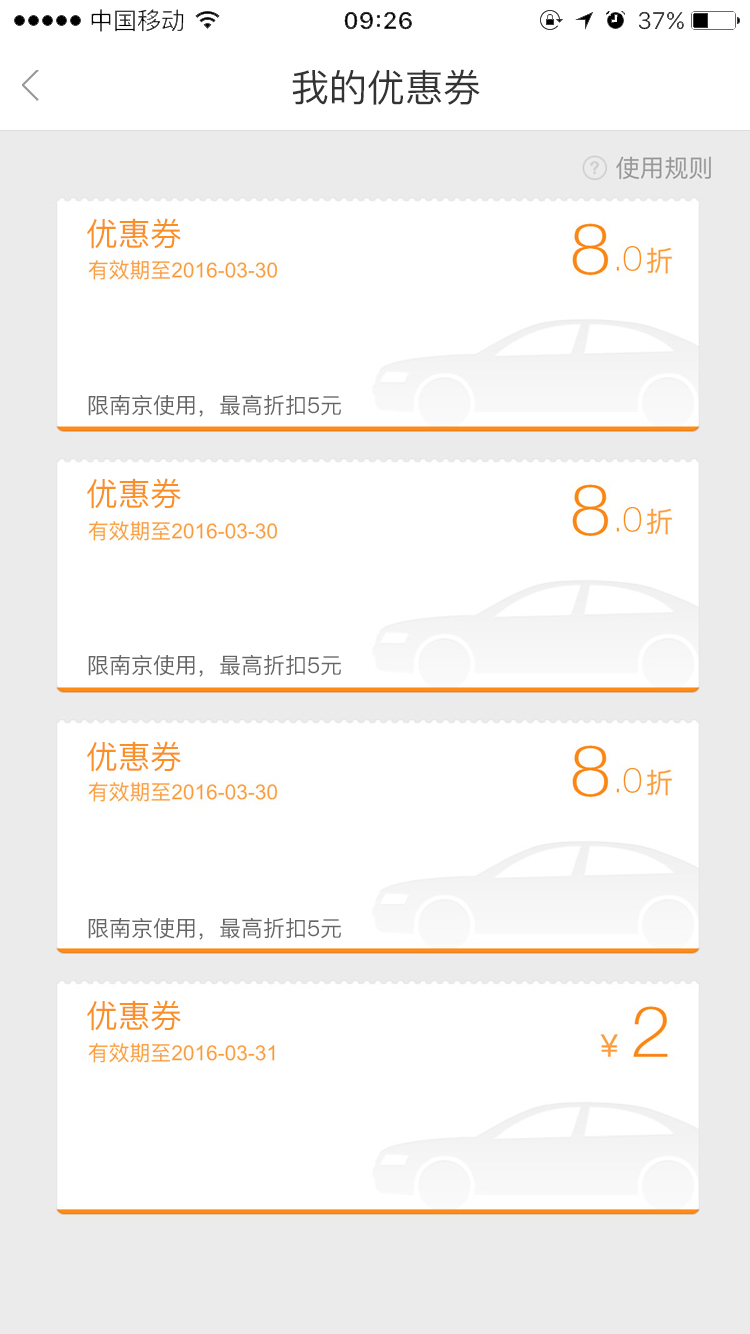 中国移动 09:26 37%
我的优惠券
? 使用规则
优惠券 8.0折
有效期至2016-03-30
限南京使用，最高折扣5元
优惠券 8.0折
有效期至2016-03-30
限南京使用，最高折扣5元
优惠券 8.0折
有效期至2016-03-30
限南京使用，最高折扣5元
优惠券 ¥ 2
有效期至2016-03-31